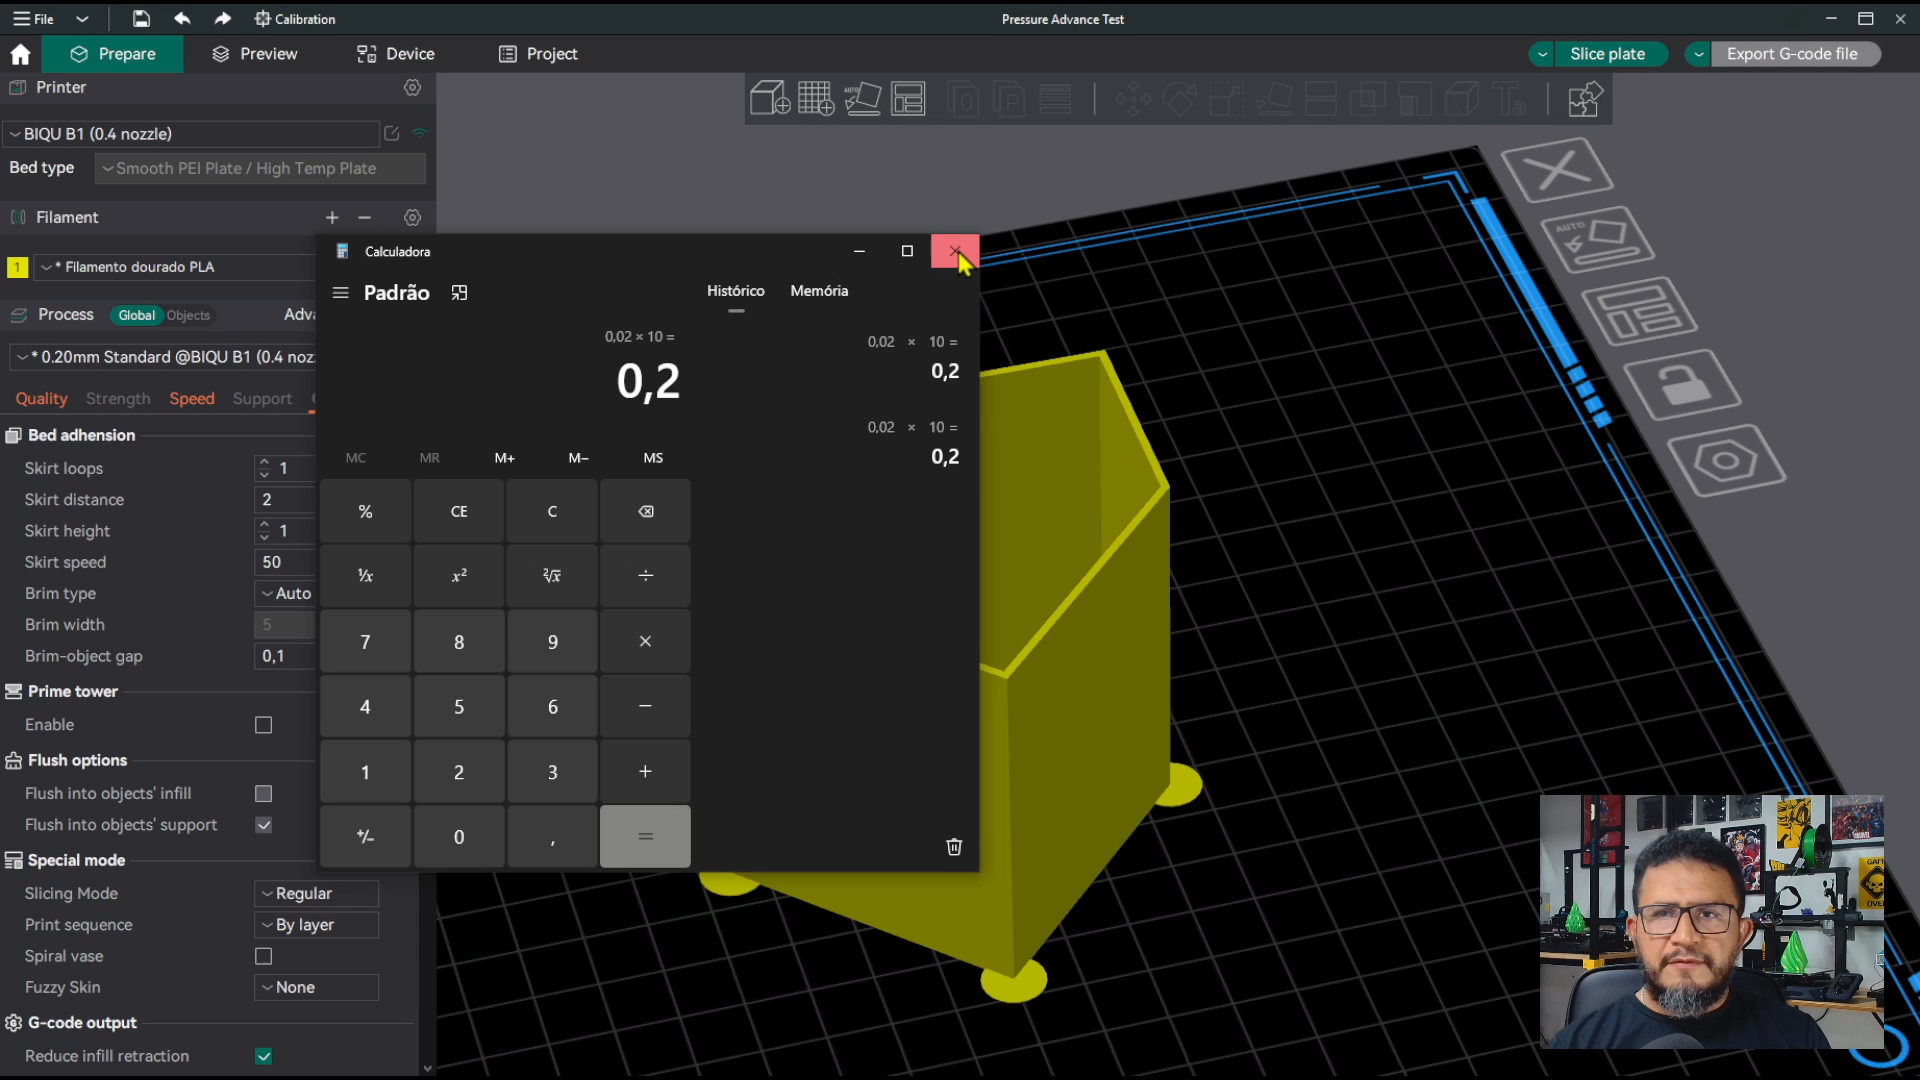 File
Calibration
Pressure Advance Test
Prepare
Preview
Device
Project
Slice plate
Export G-code file
Printer
BIQU B1 (0.4 nozzle)
Bed type
Smooth PEI Plate / High Temp Plate
Filament
1
* Filamento dourado PLA
Process
Global
Objects
Adva
* 0.20mm Standard @BIQU B1 (0.4 noz
Quality
Strength
Speed
Support
Bed adhension
Skirt loops
1
Skirt distance
2
Skirt height
1
Skirt speed
50
Brim type
Auto
Brim width
5
Brim-object gap
0,1
Prime tower
Enable
Flush options
Flush into objects' infill
Flush into objects' support
Special mode
Slicing Mode
Regular
Print sequence
By layer
Spiral vase
Fuzzy Skin
None
G-code output
Reduce infill retraction
Calculadora
Padrão
Histórico
Memória
0,02 × 10 =
0,2
0,02 × 10 =
0,2
0,02 × 10 =
0,2
MC
MR
M+
M−
MS
%
CE
C
⅟x
x²
²√x
÷
7
8
9
×
4
5
6
−
1
2
3
+
+/−
0
,
=
AUTO
AUTO